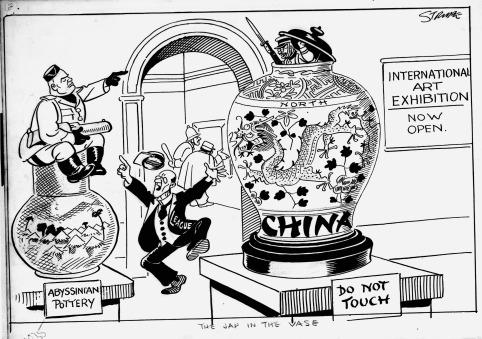 STRUBE
INTERNATIONAL
ART
EXHIBITION
NOW
OPEN.
NORTH
LEAGUE
CHINA
ABYSSINIAN
POTTERY
DO NOT
TOUCH
THE JAP IN THE VASE